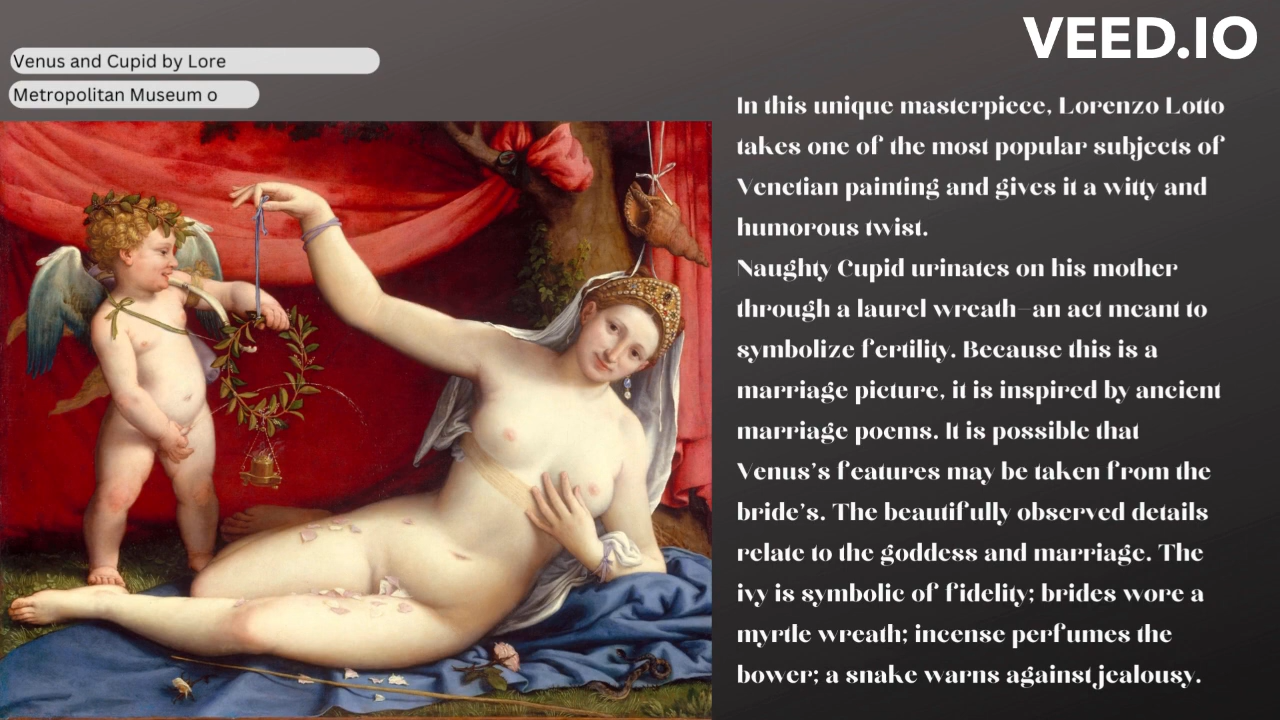 VEED.IO
Venus and Cupid by Lore
Metropolitan Museum o
In this unique masterpiece, Lorenzo Lotto
takes one of the most popular subjects of
Venetian painting and gives it a witty and
humorous twist.
Naughty Cupid urinates on his mother
through a laurel wreath—an act meant to
symbolize fertility. Because this is a
marriage picture, it is inspired by ancient
marriage poems. It is possible that
Venus's features may be taken from the
bride's. The beautifully observed details
relate to the goddess and marriage. The
ivy is symbolic of fidelity; brides wore a
myrtle wreath; incense perfumes the
bower; a snake warns against jealousy.